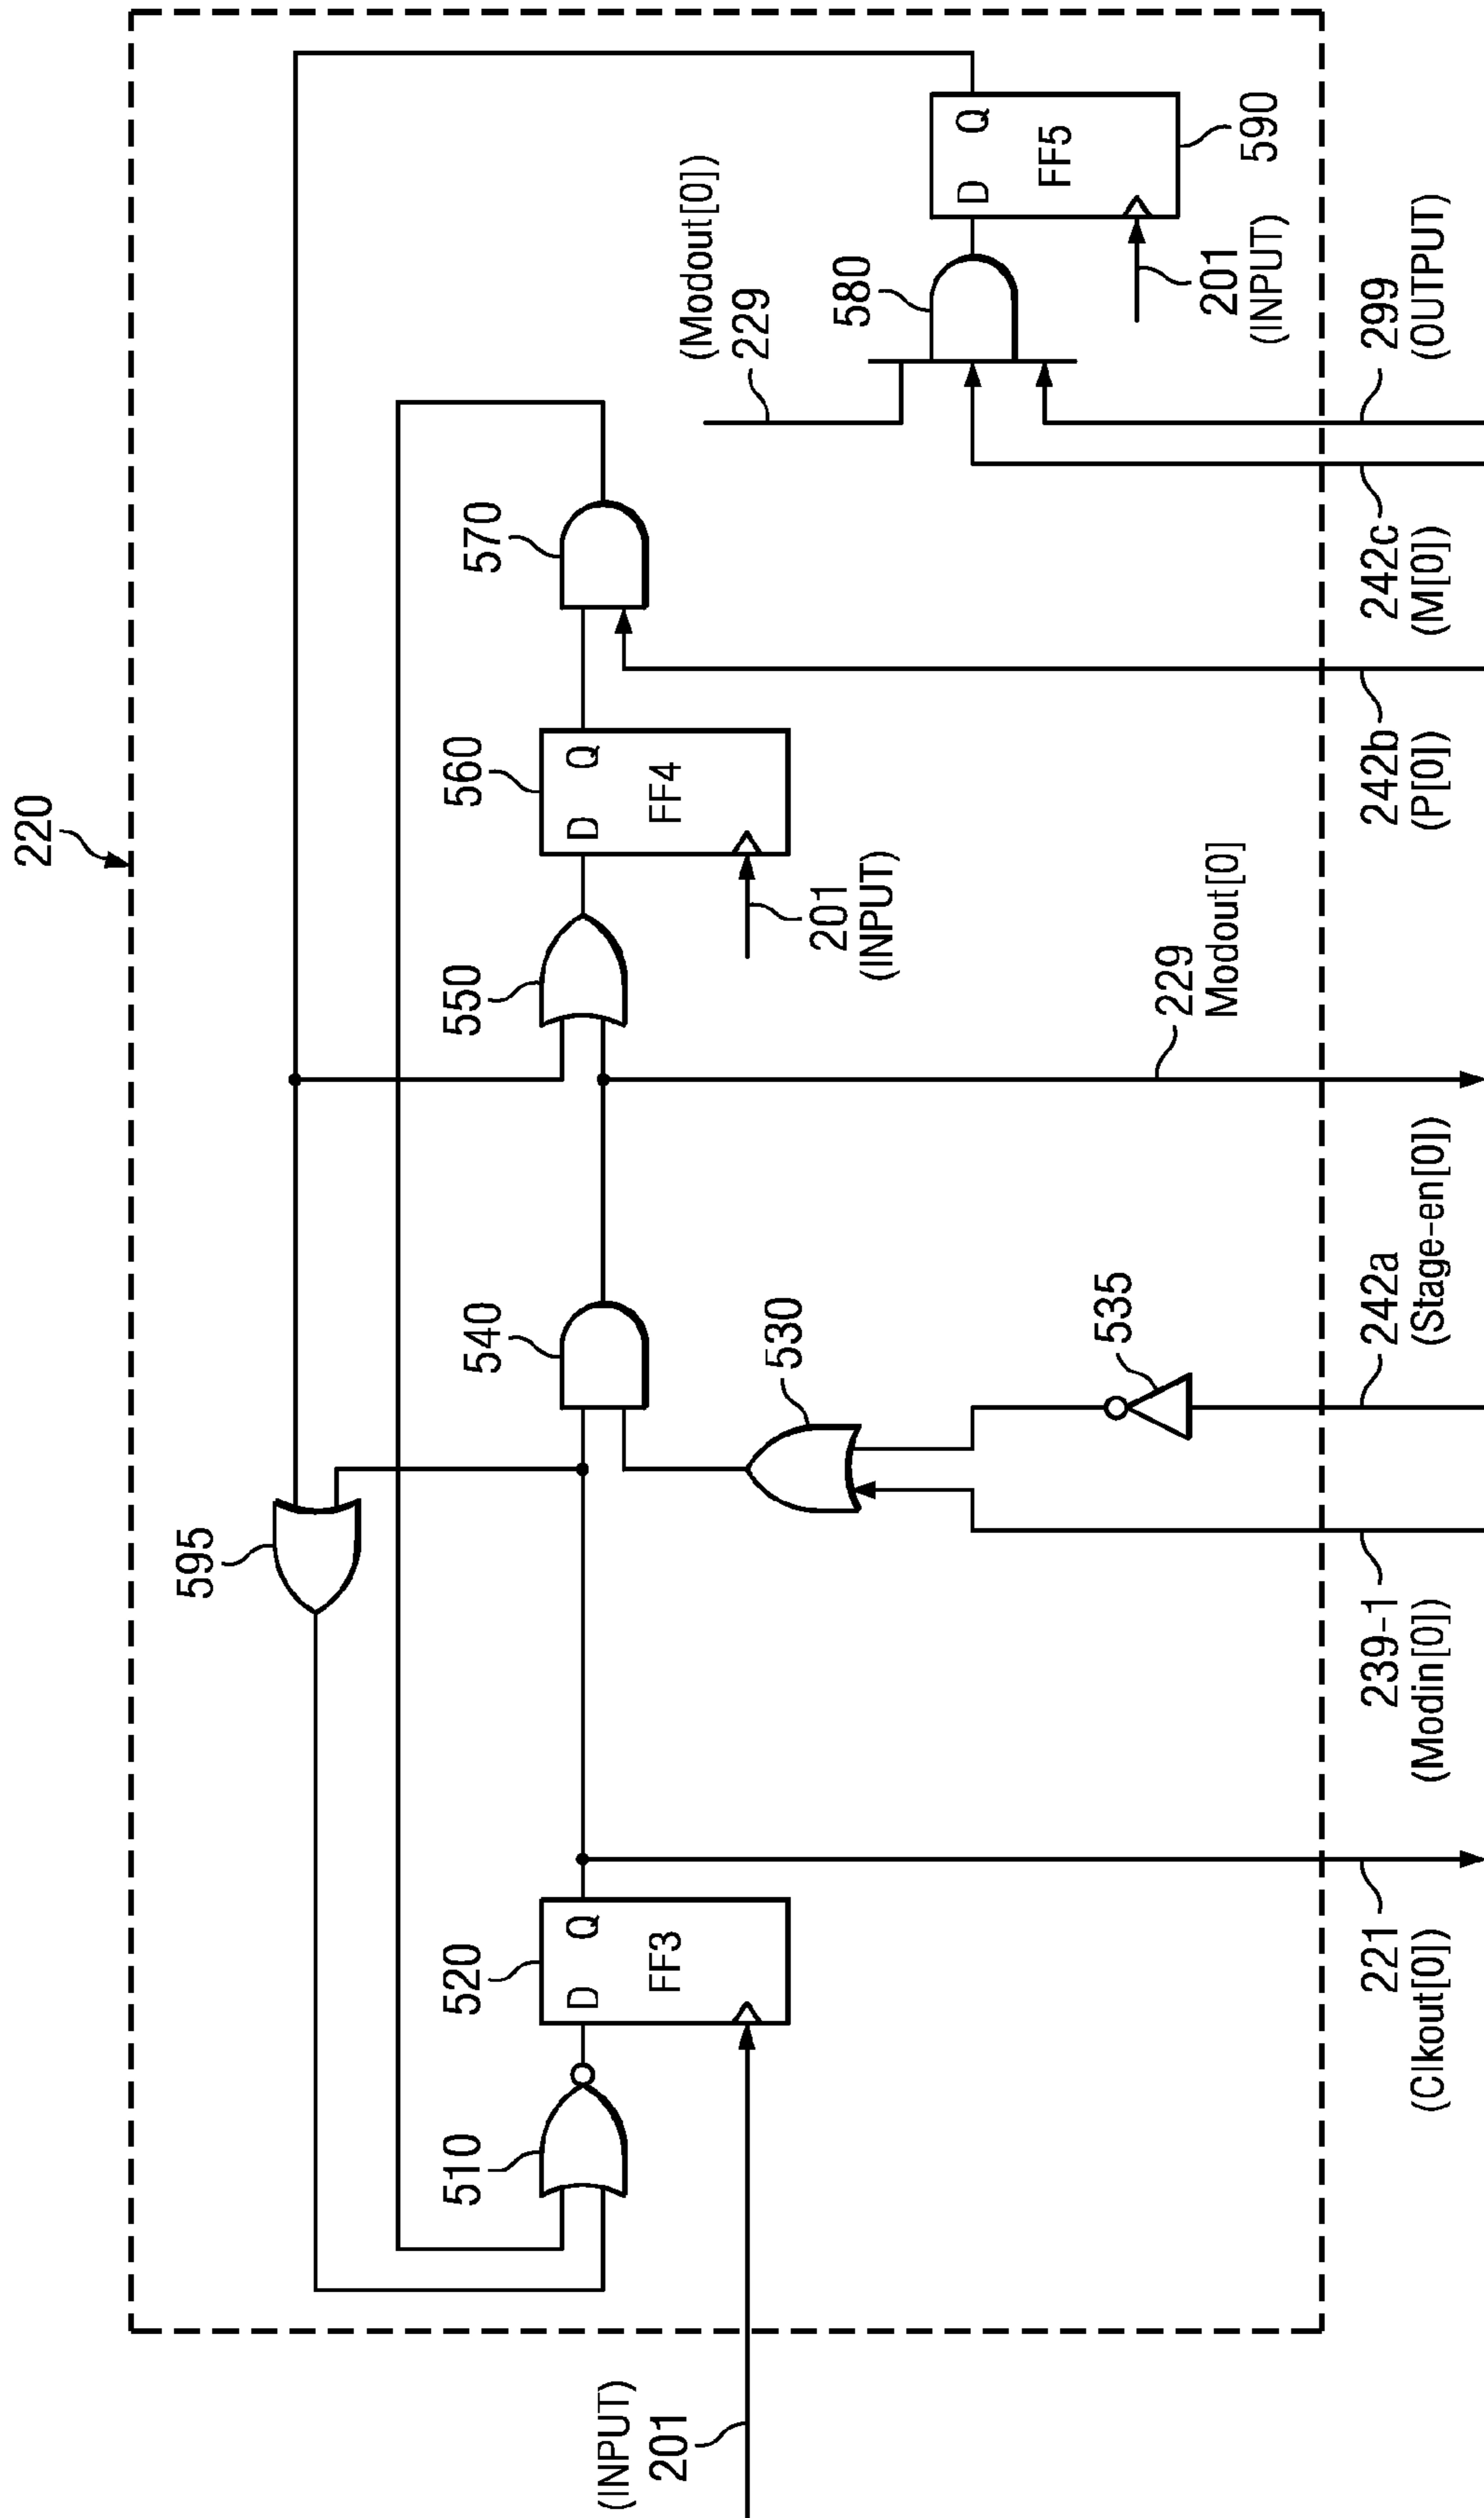 220
595
510
520
D Q
FF3
540
530
535
550
560
D Q
FF4
201
(INPUT)
570
(Modout[0])
229
580
D Q
FF5
590
201
(INPUT)
(INPUT)
201
221
(Clkout[0])
239-1
(Modin[0])
242a
(Stage-en[0])
229
Modout[0]
242b
(P[0])
242c
(M[0])
299
(OUTPUT)